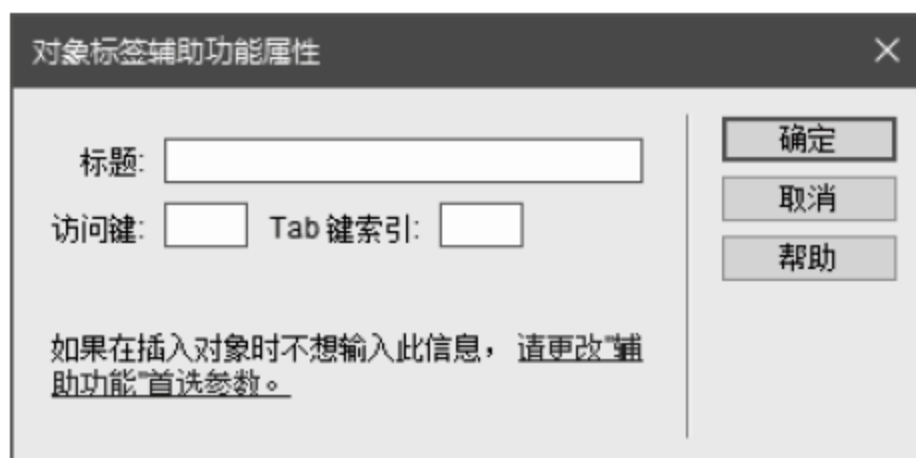 对象标签辅助功能属性
标题:
确定
访问键: Tab 键索引:
取消
帮助
如果在插入对象时不想输入此信息，请更改"辅
助功能"首选参数。